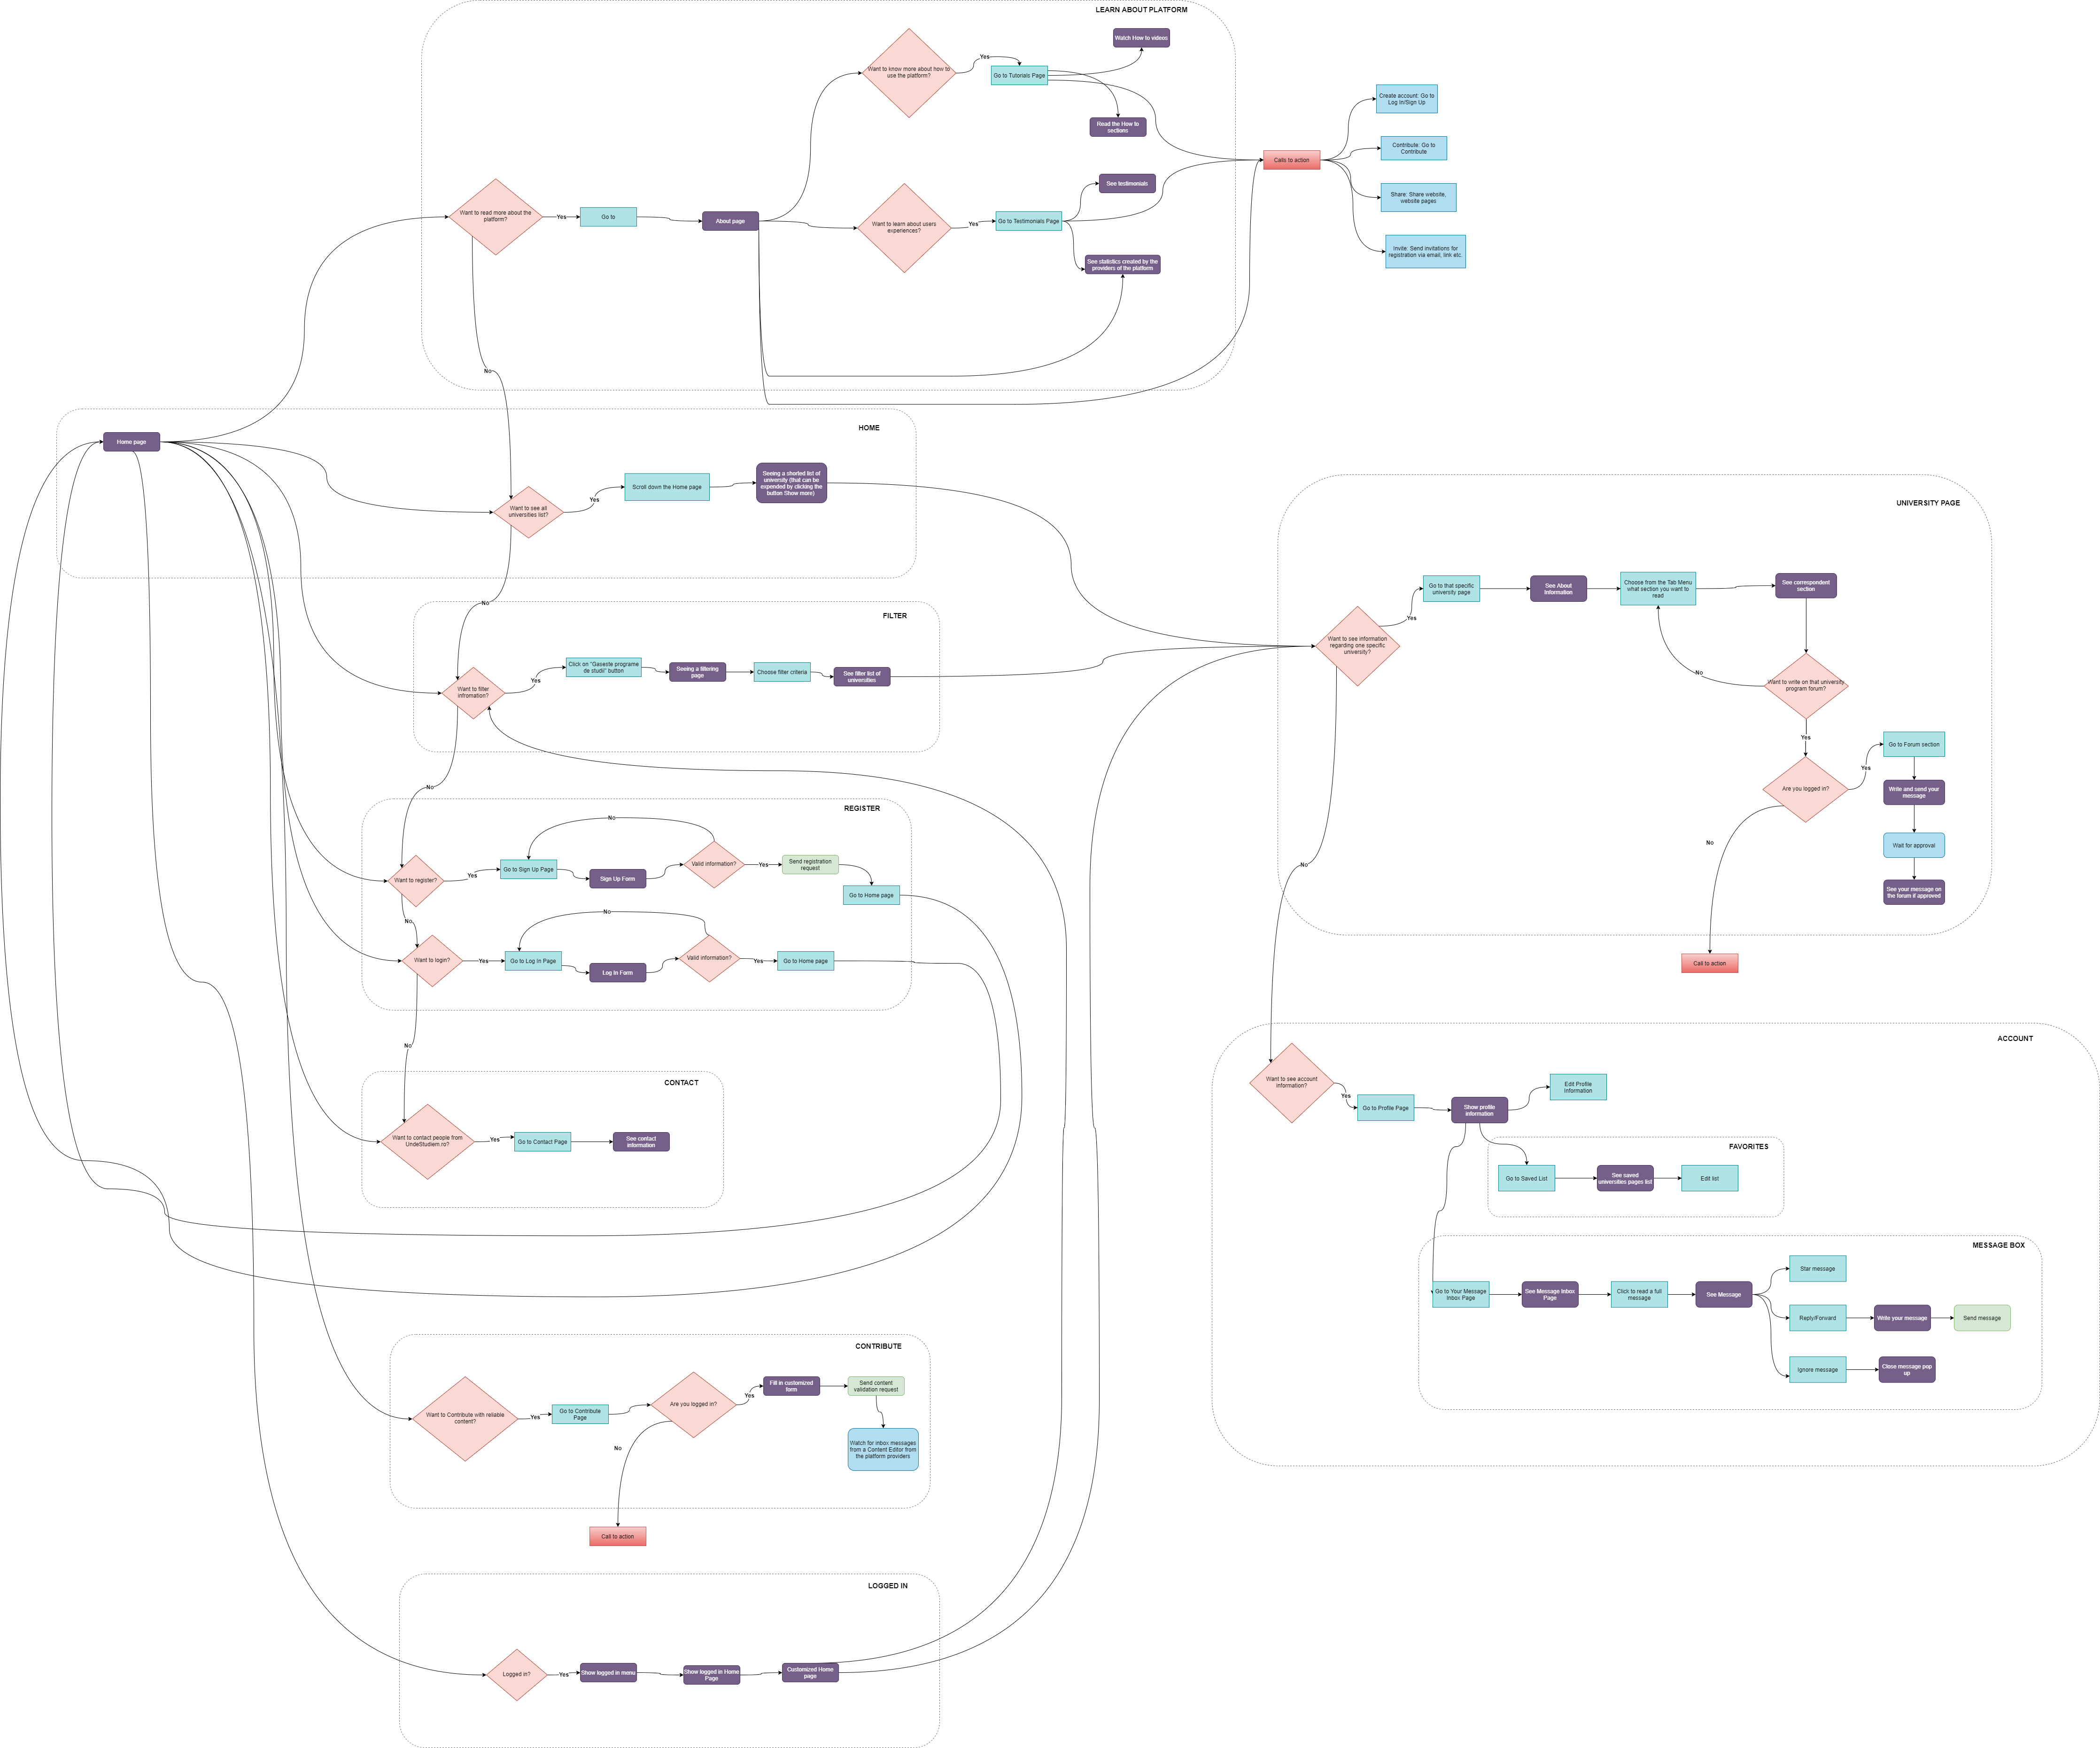 LEARN ABOUT PLATFORM
Watch How to videos
Want to know more about how to
use the platform?
Yes
Go to Tutorials Page
Read the How to
sections
Want to read more about the
platform?
Yes
Go to
About page
Want to learn about users
experiences?
Yes
Go to Testimonials Page
See testimonials
See statistics created by the
providers of the platform
No
Calls to action
Create account: Go to
Log In/Sign Up
Contribute: Go to
Contribute
Share: Share website,
website pages
Invite: Send invitations for
registration via email, link etc.
HOME
Home page
Want to see all
universities list?
Yes
Scroll down the Home page
Seeing a shorted list of
university (that can be
expended by clicking the
button Show more)
No
FILTER
Want to filter
infromation?
Yes
Click on "Gaseste programe
de studii" button
Seeing a filtering
page
Choose filter criteria
See filter list of
universities
No
REGISTER
No
Want to register?
Yes
Go to Sign Up Page
Sign Up Form
Valid information?
Yes
Send registration
request
Go to Home page
No
No
Want to login?
Yes
Go to Log In Page
Log In Form
Valid information?
Yes
Go to Home page
No
CONTACT
Want to contact people from
UndeStudiem.ro?
Yes
Go to Contact Page
See contact
information
CONTRIBUTE
Want to Contribute with reliable
content?
Yes
Go to Contribute
Page
Are you logged in?
Yes
Fill in customized
form
Send content
validation request
Watch for inbox messages
from a Content Editor from
the platform providers
No
Call to action
LOGGED IN
Logged in?
Yes
Show logged in menu
Show logged in Home
Page
Customized Home
page
UNIVERSITY PAGE
Want to see information
regarding one specific
university?
Yes
Go to that specific
university page
See About
Information
Choose from the Tab Menu
what section you want to
read
See correspondent
section
No
Want to write on that university
program forum?
Yes
Are you logged in?
Yes
Go to Forum section
Write and send your
message
Wait for approval
See your message on
the forum if approved
No
Call to action
No
ACCOUNT
Want to see account
information?
Yes
Go to Profile Page
Show profile
information
Edit Profile
Information
FAVORITES
Go to Saved List
See saved
universities pages list
Edit list
MESSAGE BOX
Go to Your Message
Inbox Page
See Message Inbox
Page
Click to read a full
message
See Message
Star message
Reply/Forward
Write your message
Send message
Ignore message
Close message pop
up